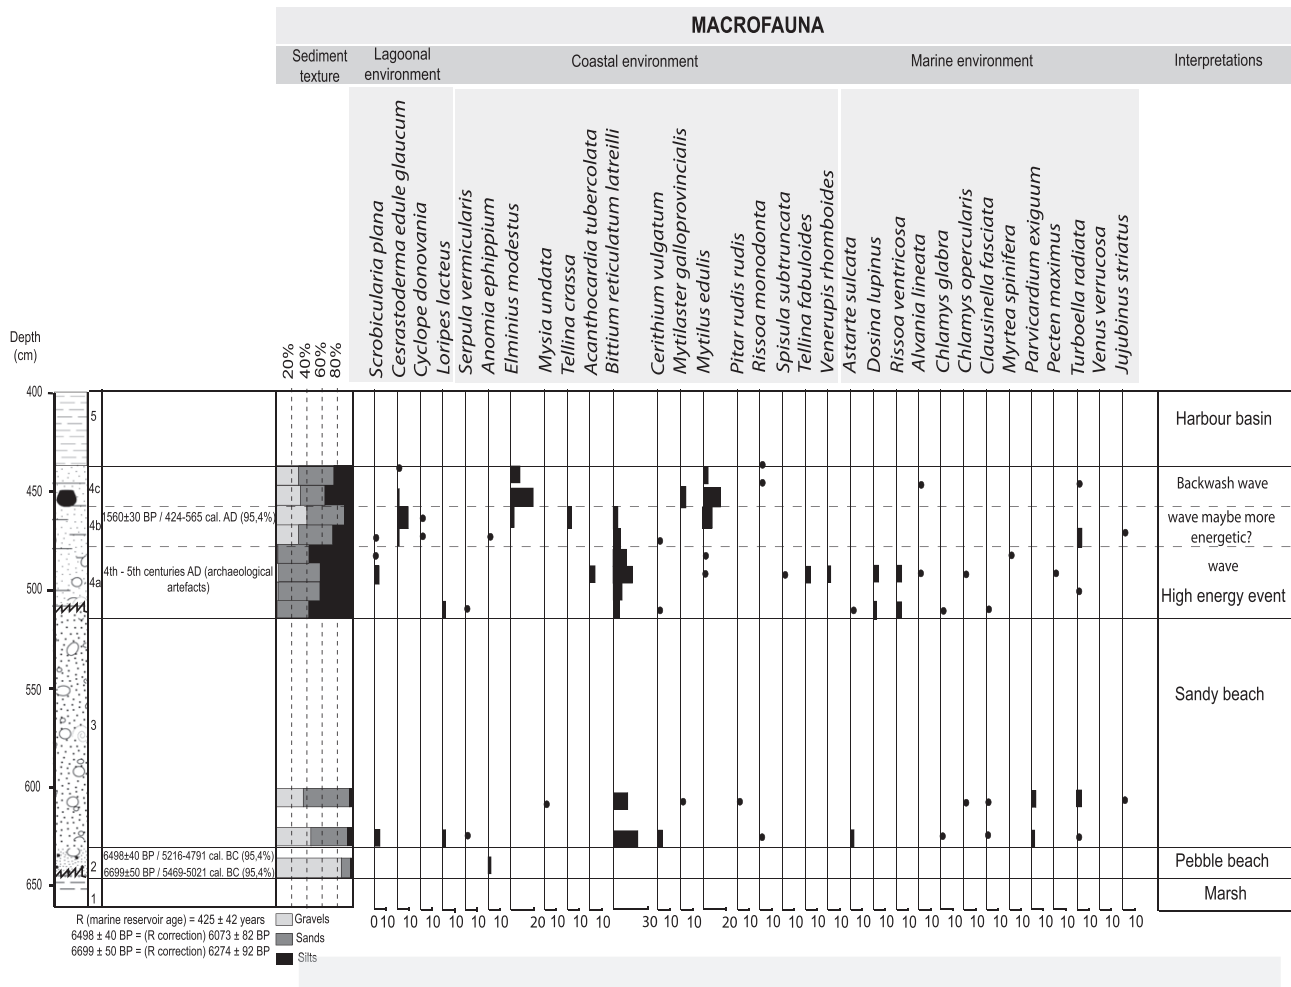 MACROFAUNA
Sediment
texture
Lagoonal
environment
Coastal environment
Marine environment
Interpretations
20%
40%
60%
80%
Scrobicularia plana
Cesrastoderma edule glaucum
Cyclope donovania
Loripes lacteus
Serpula vermicularis
Anomia ephippium
Elminius modestus
Mysia undata
Tellina crassa
Acanthocardia tubercolata
Bittium reticulatum latreilli
Cerithium vulgatum
Mytilaster galloprovincialis
Mytilus edulis
Pitar rudis rudis
Rissoa monodonta
Spisula subtruncata
Tellina fabuloides
Venerupis rhomboides
Astarte sulcata
Dosina lupinus
Rissoa ventricosa
Alvania lineata
Chlamys glabra
Chlamys opercularis
Clausinella fasciata
Myrtea spinifera
Parvicardium exiguum
Pecten maximus
Turboella radiata
Venus verrucosa
Jujubinus striatus
Depth
(cm)
400
5
Harbour basin
450
4c
Backwash wave
4b
1560±30 BP / 424-565 cal. AD (95,4%)
wave maybe more
energetic?
4a
4th - 5th centuries AD (archaeological
artefacts)
wave
500
High energy event
550
3
Sandy beach
600
2
6498±40 BP / 5216-4791 cal. BC (95,4%)
6699±50 BP / 5469-5021 cal. BC (95,4%)
Pebble beach
650
1
Marsh
R (marine reservoir age) = 425 ± 42 years
6498 ± 40 BP = (R correction) 6073 ± 82 BP
6699 ± 50 BP = (R correction) 6274 ± 92 BP
Gravels
Sands
Silts
0 10 10 10 10 10 10 20 10 10 10 30 10 10 20 10 10 10 10 10 10 10 10 10 10 10 10 10 10 10 10 10 10